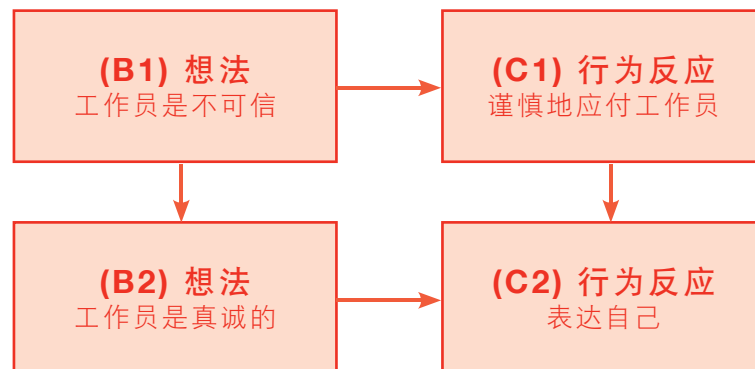 (B1) 想法
工作员是不可信
(C1) 行为反应
谨慎地应付工作员
(B2) 想法
工作员是真诚的
(C2) 行为反应
表达自己